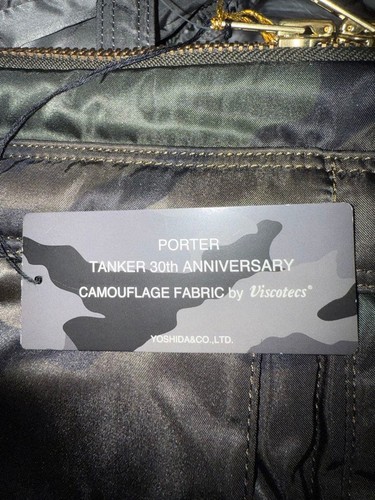 PORTER
TANKER 30th ANNIVERSARY
CAMOUFLAGE FABRIC by Viscotecs®
YOSHIDA&CO.,LTD.